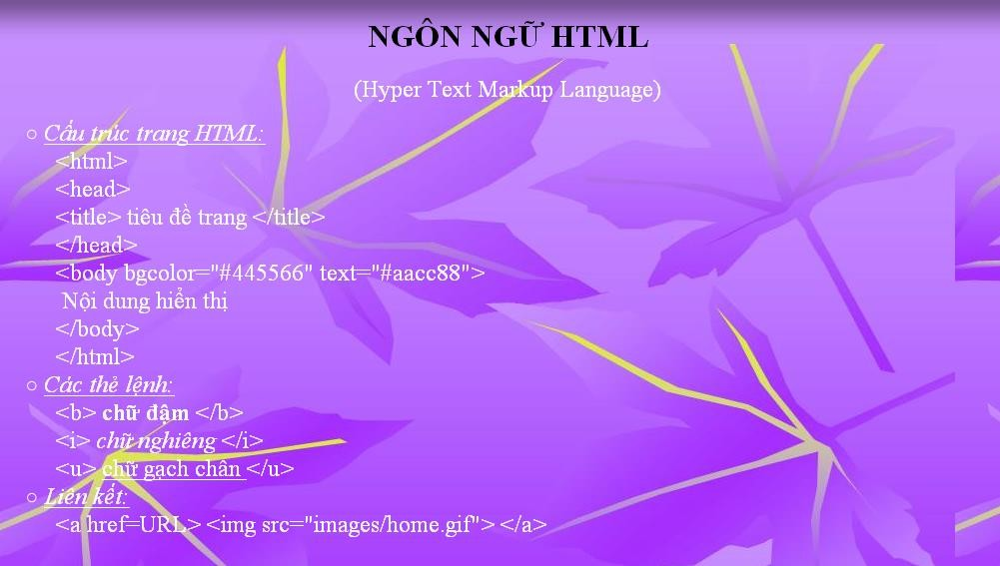 NGÔN NGỮ HTML
(Hyper Text Markup Language)
○ Cấu trúc trang HTML:
<html>
<head>
<title> tiêu đề trang </title>
</head>
<body bgcolor="#445566" text="#aacc88">
Nội dung hiển thị
</body>
</html>
○ Các thẻ lệnh:
<b> chữ đậm </b>
<i> chữ nghiêng </i>
<u> chữ gạch chân </u>
○ Liên kết:
<a href=URL> <img src="images/home.gif"> </a>